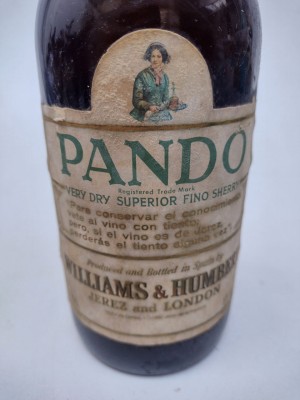 PANDO
Registered Trade Mark
VERY DRY SUPERIOR FINO SHERRY
"Para conservar el conocimiento
vete al vino con tiento;
pero, si el vino es de Jerez,
perderás el tiento alguna vez".
Produced and Bottled in Spain by
WILLIAMS & HUMBERT
JEREZ and LONDON